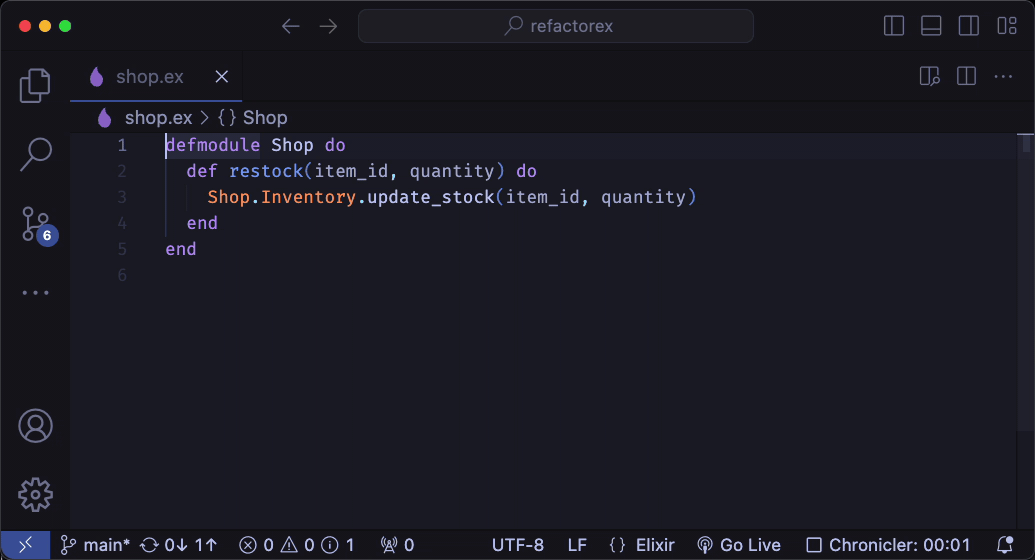 refactorex
shop.ex
shop.ex > {} Shop
1 defmodule Shop do
2   def restock(item_id, quantity) do
3     Shop.Inventory.update_stock(item_id, quantity)
4   end
5 end
6
6
main* 0↓ 1↑ 0 0 1 0 UTF-8 LF {} Elixir Go Live Chronicler: 00:01